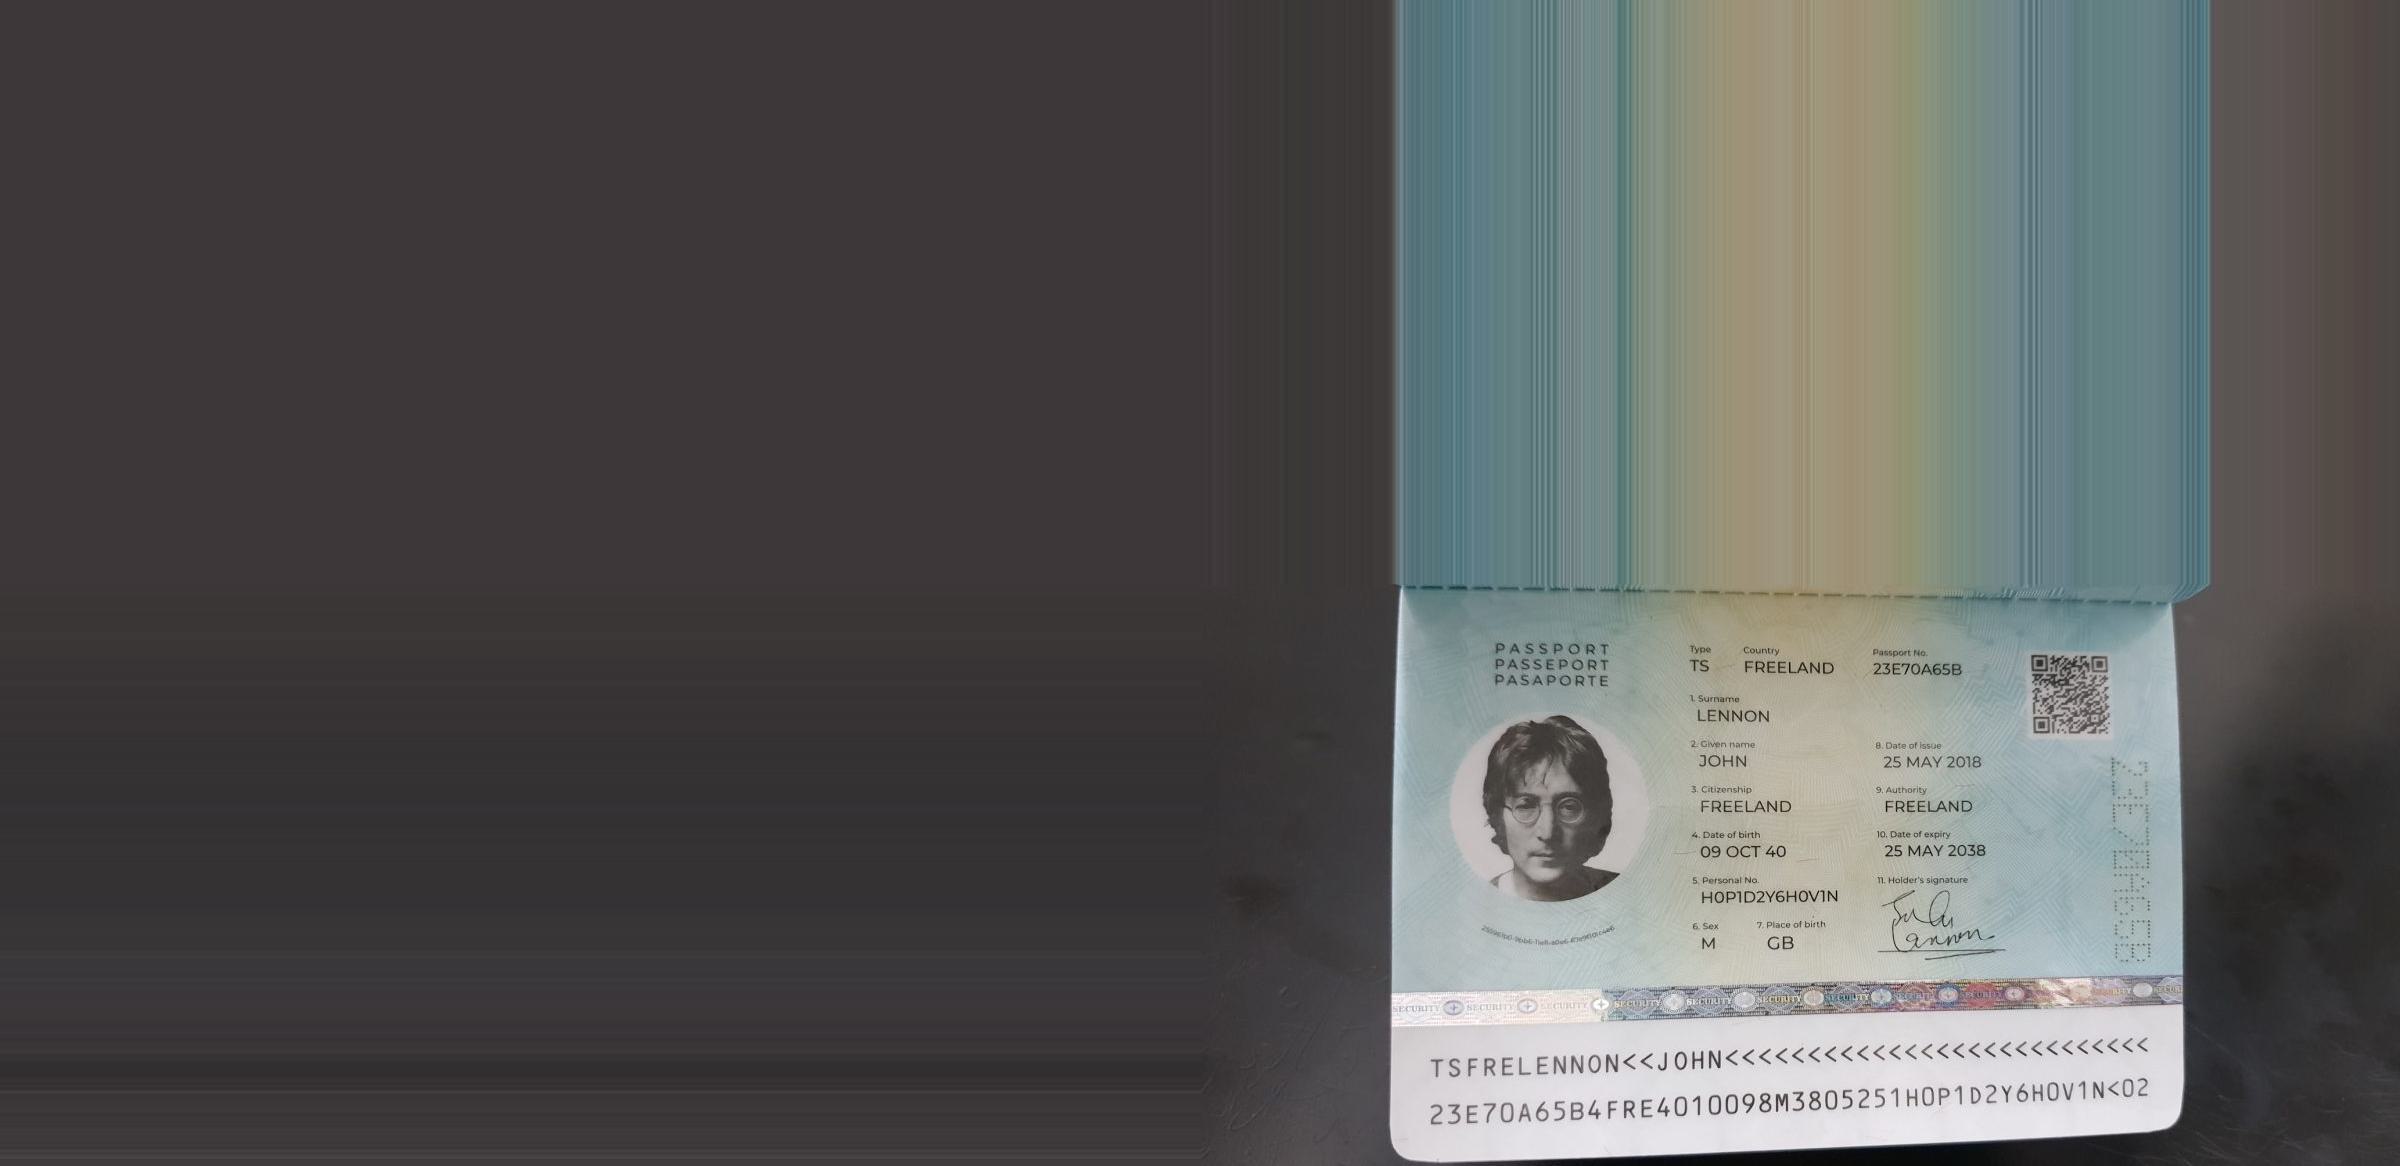 PASSPORT
PASSEPORT
PASAPORTE
Type Country Passport No.
TS FREELAND 23E70A65B
1. Surname
LENNON
2. Given name
JOHN
3. Citizenship
FREELAND
4. Date of birth
09 OCT 40
5. Personal No.
H0P1D2Y6H0V1N
6. Sex 7. Place of birth
M GB
8. Date of issue
25 MAY 2018
9. Authority
FREELAND
10. Date of expiry
25 MAY 2038
11. Holder's signature
23E70A65B
SECURITY SECURITY SECURITY SECURITY SECURITY SECURITY SECURITY SECURITY SECURITY SECURITY
TSFRELENNON<<JOHN<<<<<<<<<<<<<<<<<<<<<<<<<<<
23E70A65B4FRE4010098M3805251H0P1D2Y6H0V1N<02